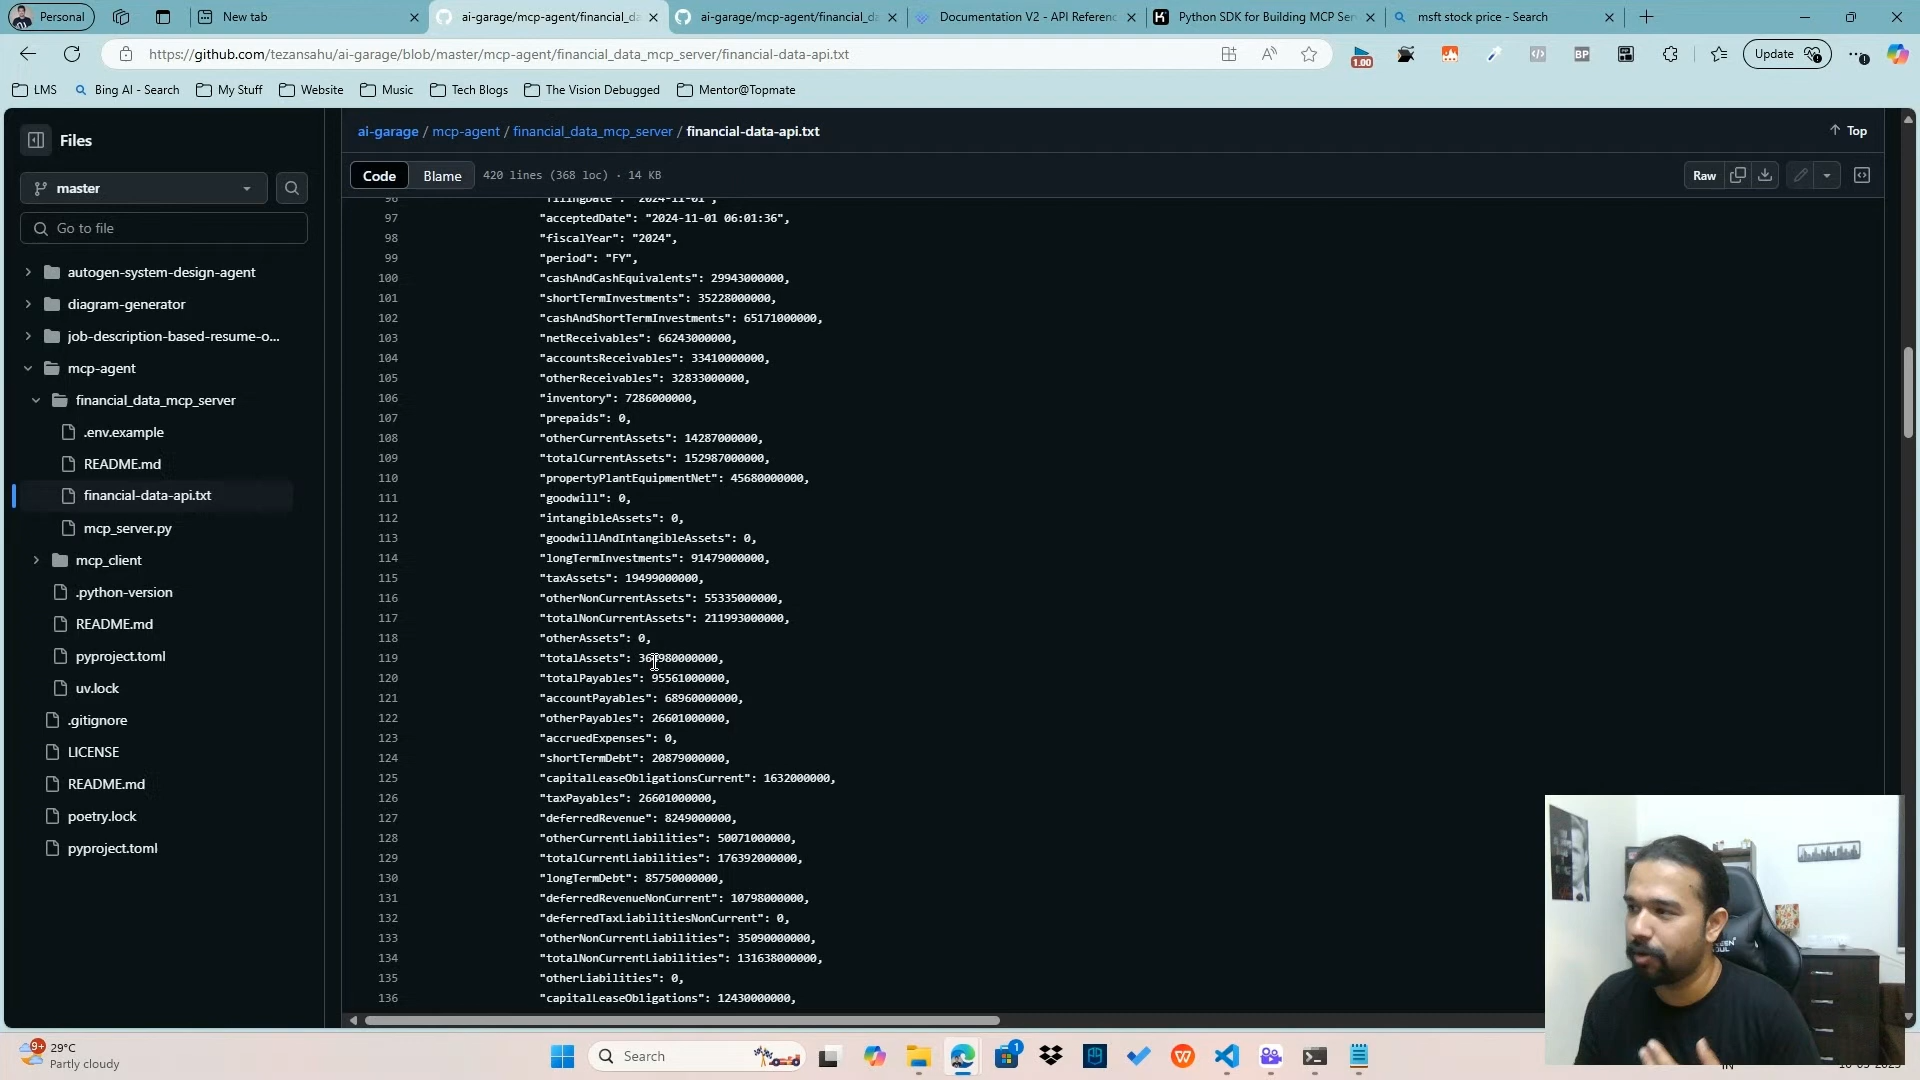 Personal
New tab
ai-garage/mcp-agent/financial_da
ai-garage/mcp-agent/financial_da
Documentation V2 - API Referenc
Python SDK for Building MCP Ser
msft stock price - Search
https://github.com/tezansahu/ai-garage/blob/master/mcp-agent/financial_data_mcp_server/financial-data-api.txt
1.00
BP
Update
LMS
Bing AI - Search
My Stuff
Website
Music
Tech Blogs
The Vision Debugged
Mentor@Topmate
Files
master
Go to file
autogen-system-design-agent
diagram-generator
job-description-based-resume-o...
mcp-agent
financial_data_mcp_server
.env.example
README.md
financial-data-api.txt
mcp_server.py
mcp_client
.python-version
README.md
pyproject.toml
uv.lock
.gitignore
LICENSE
README.md
poetry.lock
pyproject.toml
ai-garage / mcp-agent / financial_data_mcp_server / financial-data-api.txt
Top
Code
Blame
420 lines (368 loc) · 14 KB
Raw
96 "filingDate": "2024-11-01",
97 "acceptedDate": "2024-11-01 06:01:36",
98 "fiscalYear": "2024",
99 "period": "FY",
100 "cashAndCashEquivalents": 29943000000,
101 "shortTermInvestments": 35228000000,
102 "cashAndShortTermInvestments": 65171000000,
103 "netReceivables": 66243000000,
104 "accountsReceivables": 33410000000,
105 "otherReceivables": 32833000000,
106 "inventory": 7286000000,
107 "prepaids": 0,
108 "otherCurrentAssets": 14287000000,
109 "totalCurrentAssets": 152987000000,
110 "propertyPlantEquipmentNet": 45680000000,
111 "goodwill": 0,
112 "intangibleAssets": 0,
113 "goodwillAndIntangibleAssets": 0,
114 "longTermInvestments": 91479000000,
115 "taxAssets": 19499000000,
116 "otherNonCurrentAssets": 55335000000,
117 "totalNonCurrentAssets": 211993000000,
118 "otherAssets": 0,
119 "totalAssets":
120 "totalPayables": 95561000000,
121 "accountPayables": 68960000000,
122 "otherPayables": 26601000000,
123 "accruedExpenses": 0,
124 "shortTermDebt": 20879000000,
125 "capitalLeaseObligationsCurrent": 1632000000,
126 "taxPayables": 26601000000,
127 "deferredRevenue": 8249000000,
128 "otherCurrentLiabilities": 50071000000,
129 "totalCurrentLiabilities": 176392000000,
130 "longTermDebt": 85750000000,
131 "deferredRevenueNonCurrent": 10798000000,
132 "deferredTaxLiabilitiesNonCurrent": 0,
133 "otherNonCurrentLiabilities": 35090000000,
134 "totalNonCurrentLiabilities": 131638000000,
135 "otherLiabilities": 0,
136 "capitalLeaseObligations": 12430000000,
9+
29°C
Partly cloudy
Search
1